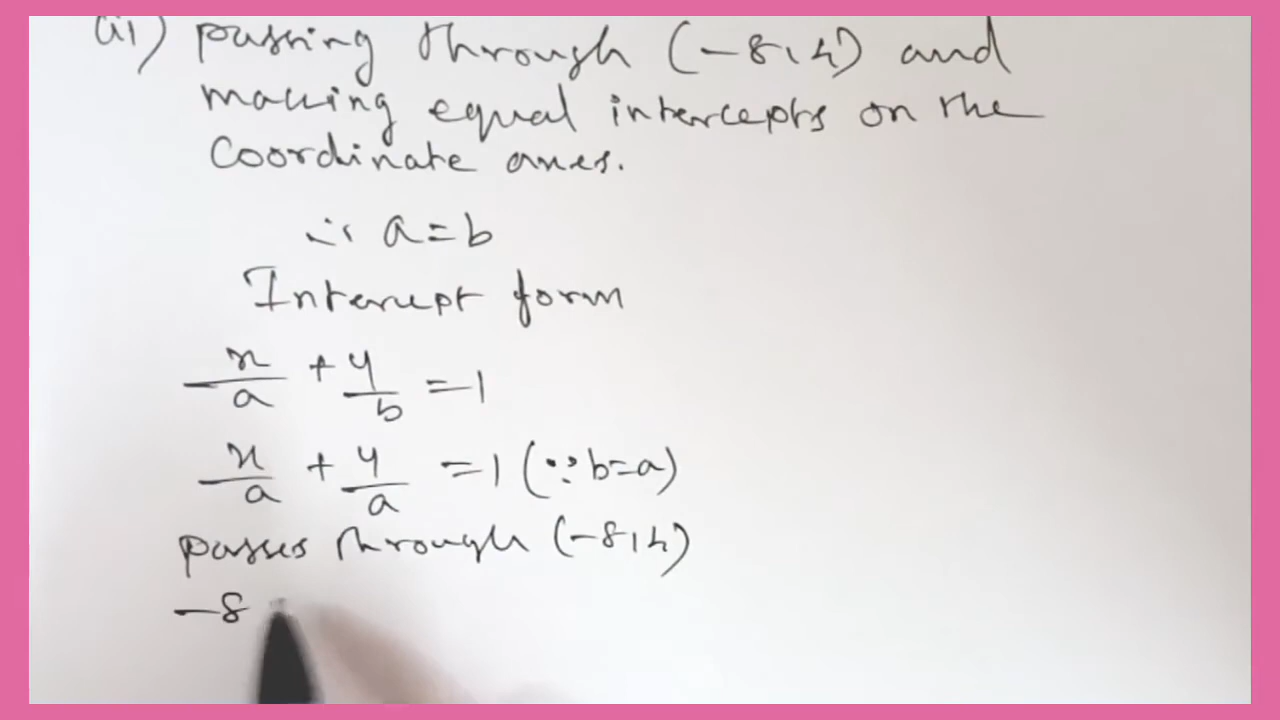 (ii) passing through (-8, 4) and
making equal intercepts on the
coordinate axes.
∴ a = b
Intercept form
x/a + y/b = 1
x/a + y/a = 1 (∵ b = a)
passes through (-8, 4)
-8